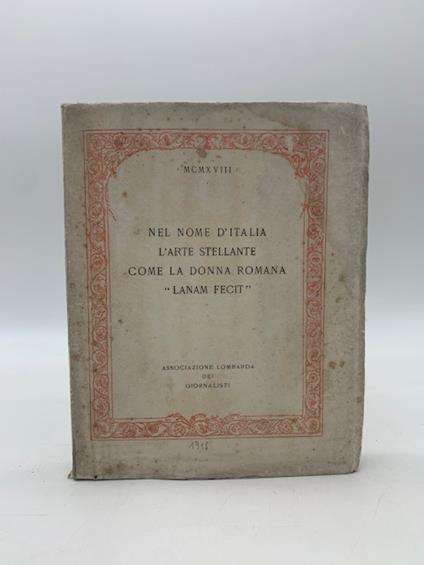 MCMXVIII
NEL NOME D'ITALIA
L'ARTE STELLANTE
COME LA DONNA ROMANA
"LANAM FECIT"
ASSOCIAZIONE LOMBARDA
DEI
GIORNALISTI
1918